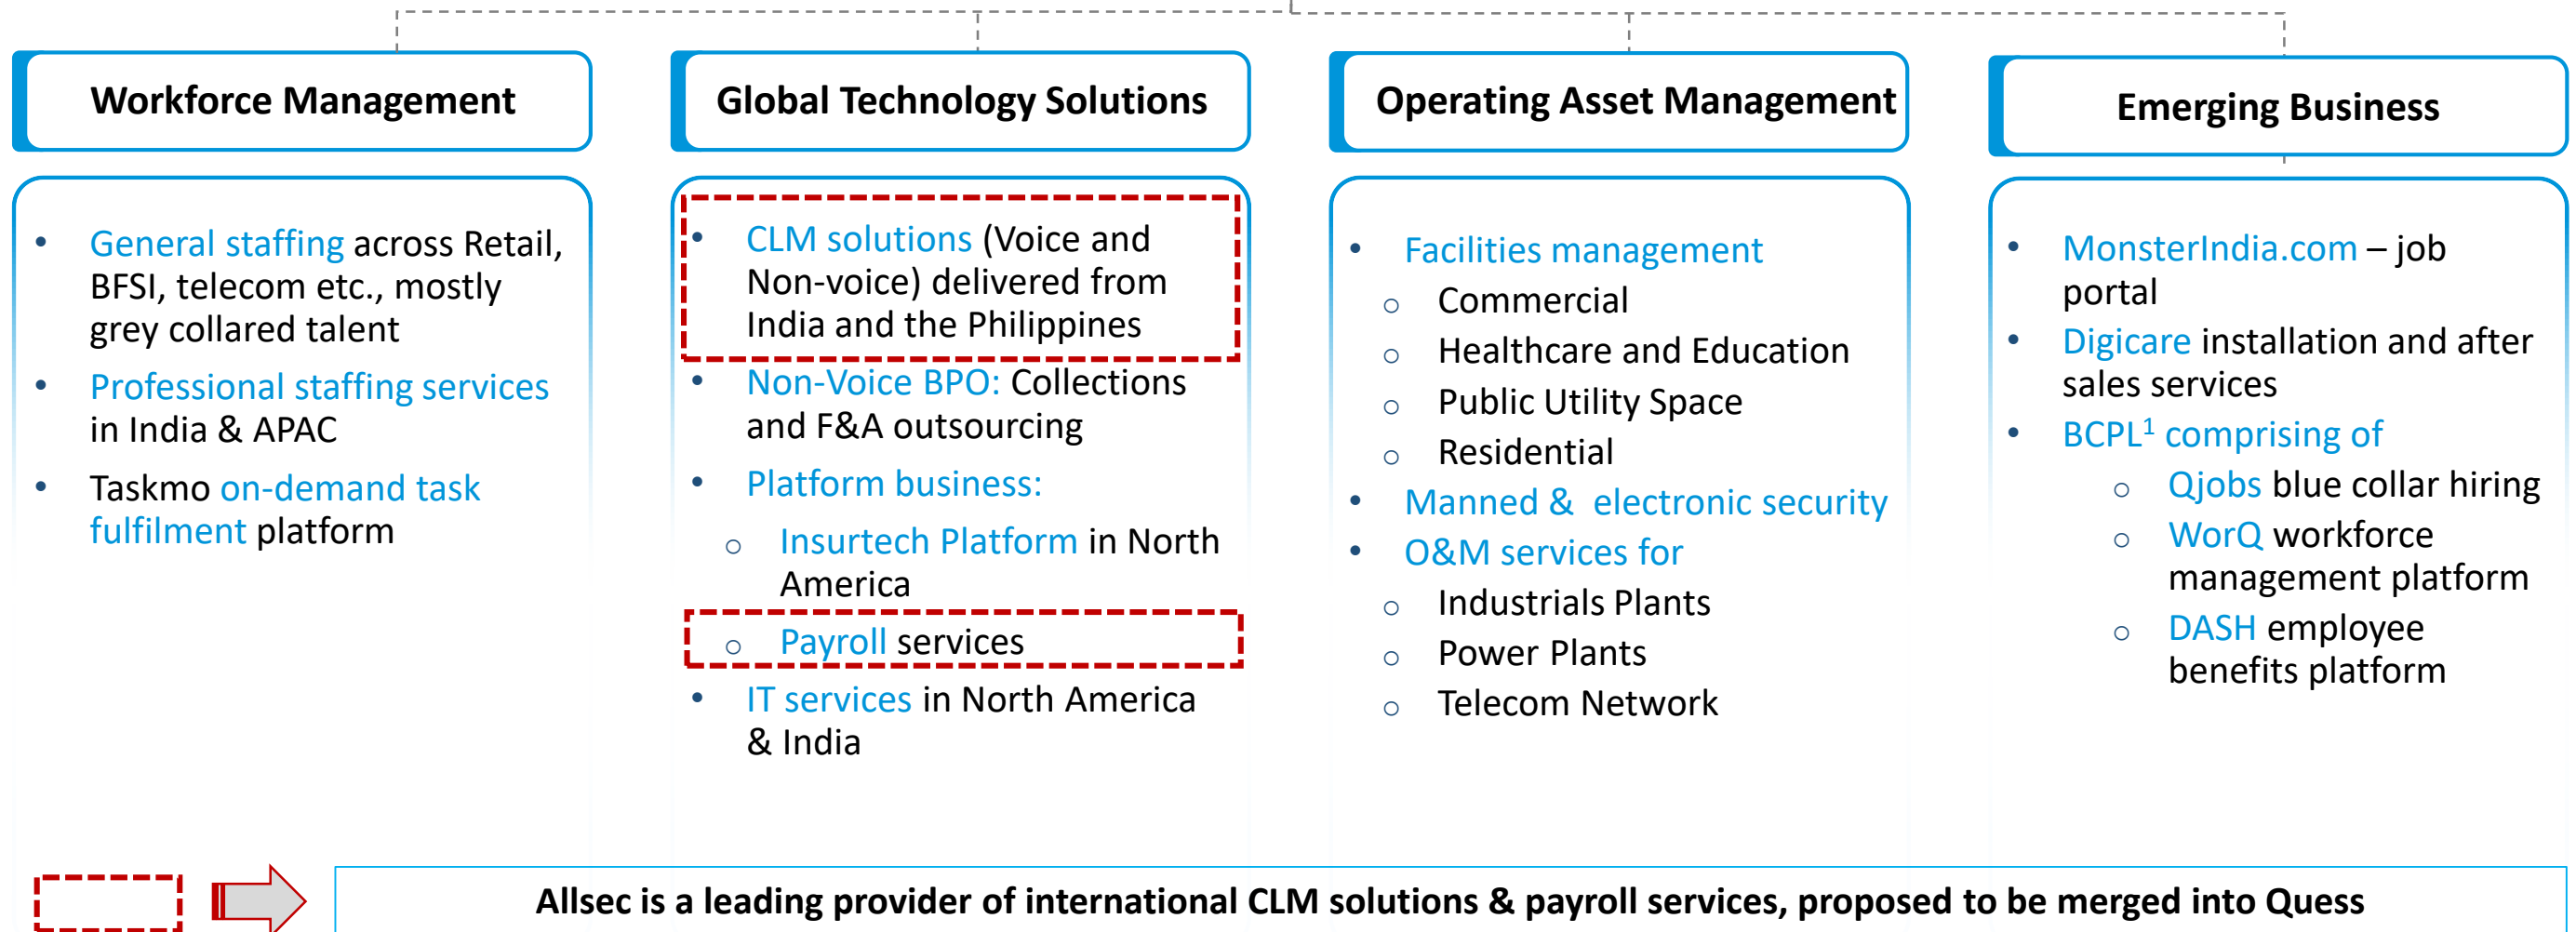 Workforce Management
• General staffing across Retail,
BFSI, telecom etc., mostly
grey collared talent
• Professional staffing services
in India & APAC
• Taskmo on-demand task
fulfilment platform
Global Technology Solutions
• CLM solutions (Voice and
Non-voice) delivered from
India and the Philippines
• Non-Voice BPO: Collections
and F&A outsourcing
• Platform business:
o Insurtech Platform in North
America
o Payroll services
• IT services in North America
& India
Operating Asset Management
• Facilities management
o Commercial
o Healthcare and Education
o Public Utility Space
o Residential
• Manned & electronic security
• O&M services for
o Industrials Plants
o Power Plants
o Telecom Network
Emerging Business
• MonsterIndia.com – job
portal
• Digicare installation and after
sales services
• BCPL¹ comprising of
o Qjobs blue collar hiring
o WorQ workforce
management platform
o DASH employee
benefits platform
Allsec is a leading provider of international CLM solutions & payroll services, proposed to be merged into Quess